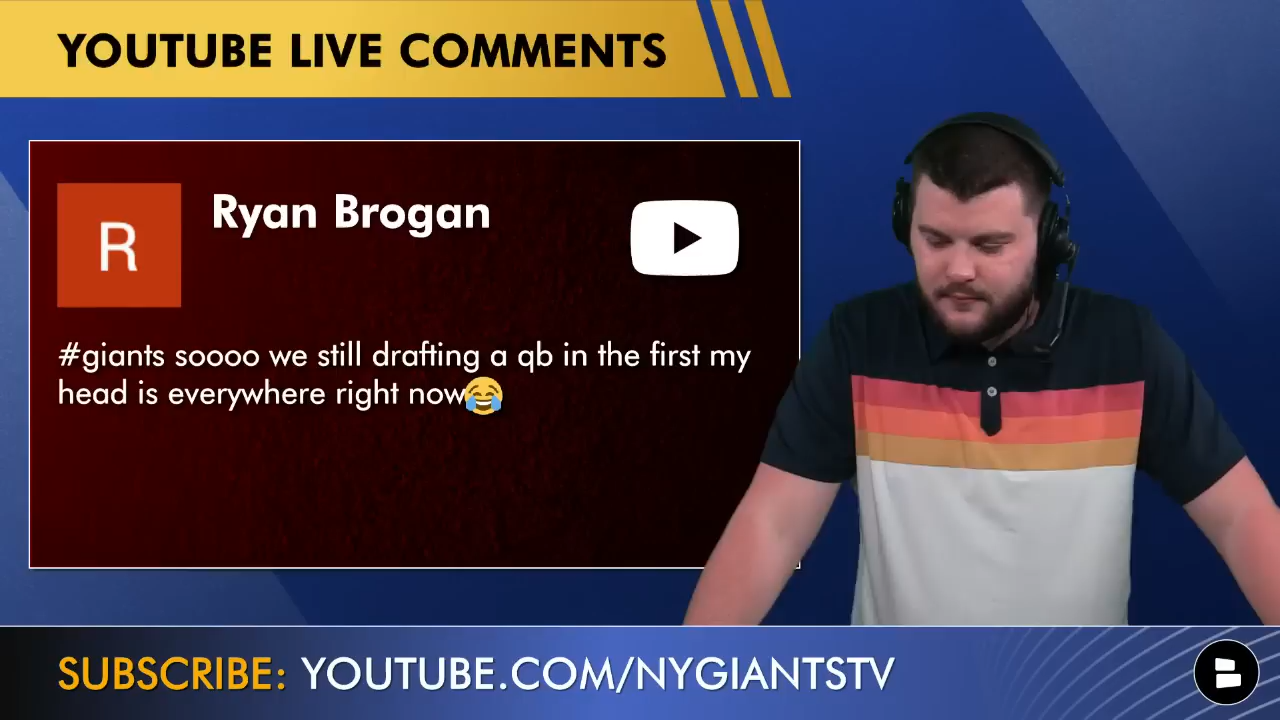 YOUTUBE LIVE COMMENTS
R
Ryan Brogan
#giants soooo we still drafting a qb in the first my
head is everywhere right now😂
SUBSCRIBE: YOUTUBE.COM/NYGIANTSTV